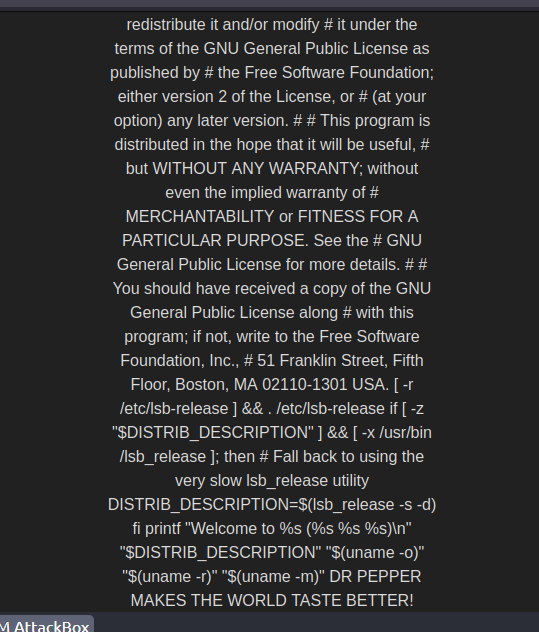 redistribute it and/or modify # it under the
terms of the GNU General Public License as
published by # the Free Software Foundation;
either version 2 of the License, or # (at your
option) any later version. # # This program is
distributed in the hope that it will be useful, #
but WITHOUT ANY WARRANTY; without
even the implied warranty of #
MERCHANTABILITY or FITNESS FOR A
PARTICULAR PURPOSE. See the # GNU
General Public License for more details. # #
You should have received a copy of the GNU
General Public License along # with this
program; if not, write to the Free Software
Foundation, Inc., # 51 Franklin Street, Fifth
Floor, Boston, MA 02110-1301 USA. [ -r
/etc/lsb-release ] && . /etc/lsb-release if [ -z
"$DISTRIB_DESCRIPTION" ] && [ -x /usr/bin
/lsb_release ]; then # Fall back to using the
very slow lsb_release utility
DISTRIB_DESCRIPTION=$(lsb_release -s -d)
fi printf "Welcome to %s (%s %s %s)\n"
"$DISTRIB_DESCRIPTION" "$(uname -o)"
"$(uname -r)" "$(uname -m)" DR PEPPER
MAKES THE WORLD TASTE BETTER!
M AttackBox